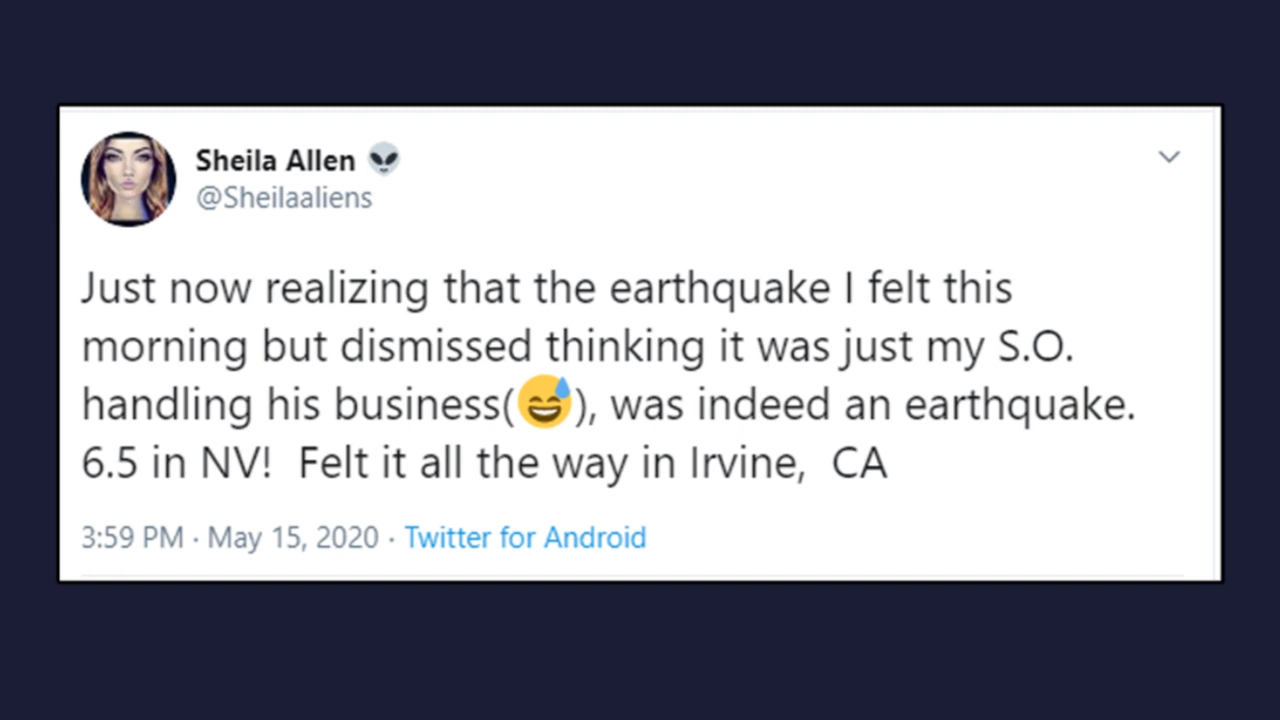 Sheila Allen 👽
@Sheilaaliens
Just now realizing that the earthquake I felt this
morning but dismissed thinking it was just my S.O.
handling his business(😅), was indeed an earthquake.
6.5 in NV!  Felt it all the way in Irvine,  CA
3:59 PM · May 15, 2020 · Twitter for Android